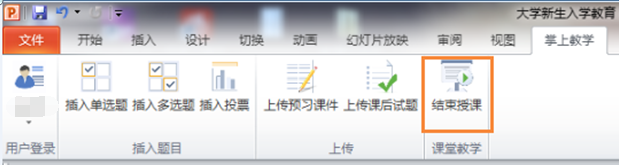 大学新生入学教育
文件 开始 插入 设计 切换 动画 幻灯片放映 审阅 视图 掌上教学
插入单选题 插入多选题 插入投票 上传预习课件 上传课后试题 结束授课
用户登录 插入题目 上传 课堂教学